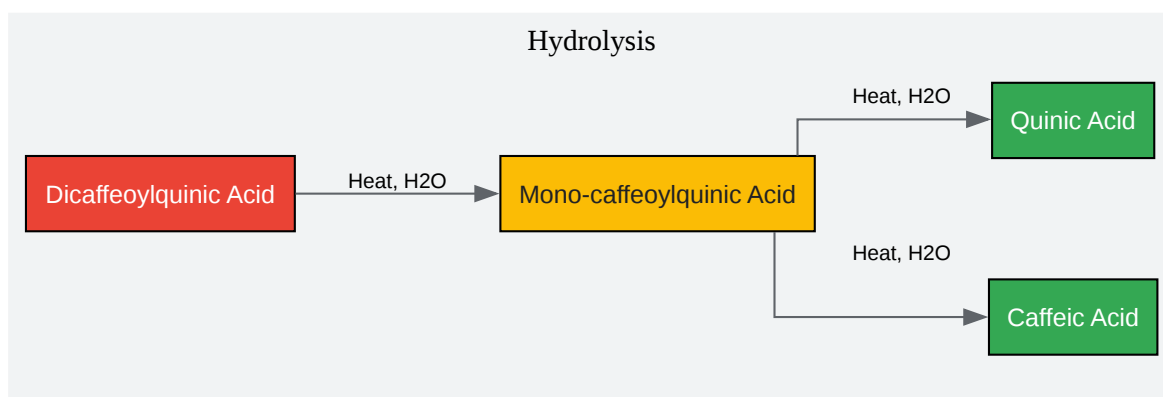 Hydrolysis
Heat, H2O
Quinic Acid
Dicaffeoylquinic Acid
Heat, H2O
Mono-caffeoylquinic Acid
Heat, H2O
Caffeic Acid